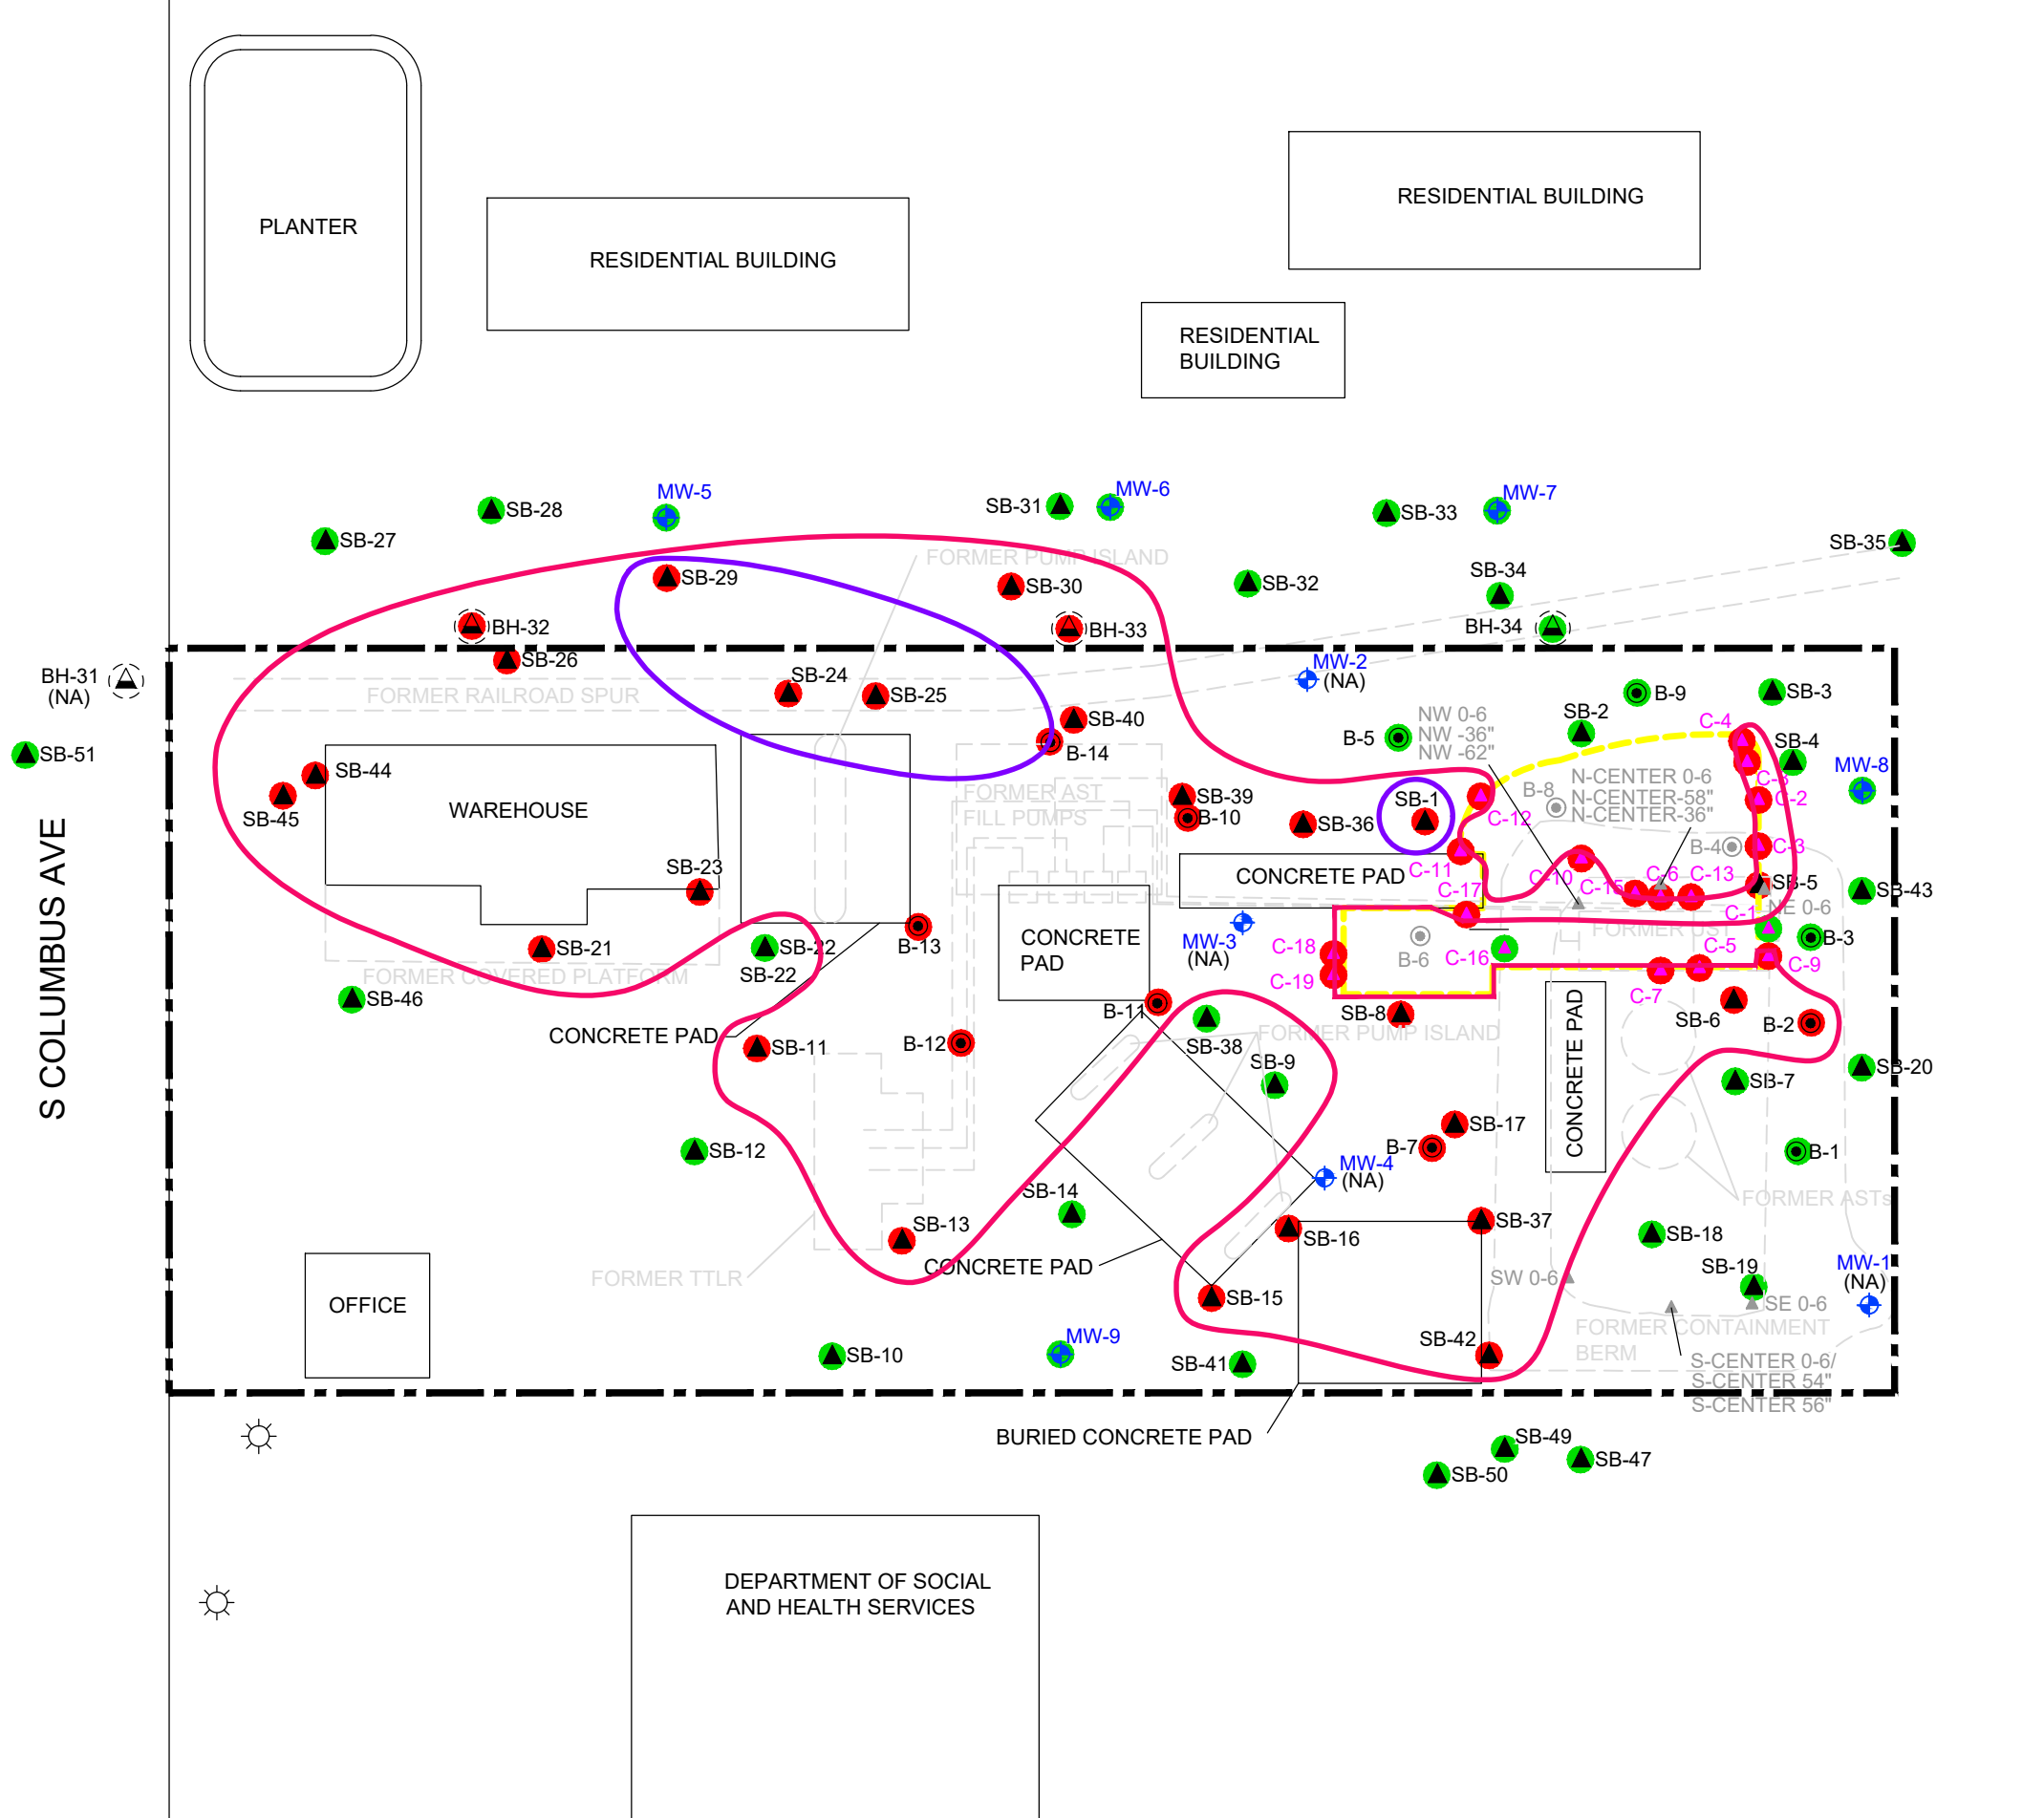 PLANTER
RESIDENTIAL BUILDING
RESIDENTIAL BUILDING
RESIDENTIAL
BUILDING
MW-5
MW-6
MW-7
SB-28
SB-31
SB-33
SB-27
SB-35
FORMER PUMP ISLAND
SB-29
SB-30
SB-32
SB-34
BH-32
BH-33
BH-34
SB-26
MW-2
(NA)
BH-31
(NA)
SB-24
SB-25
FORMER RAILROAD SPUR
B-9
SB-3
SB-40
SB-2
C-4
NW 0-6
NW -36"
NW -62"
B-5
B-14
SB-4
SB-51
MW-8
SB-44
N-CENTER 0-6
N-CENTER-58"
N-CENTER-36"
B-8
C-8
C-2
FORMER AST
FILL PUMPS
SB-39
SB-1
SB-45
WAREHOUSE
B-10
SB-36
C-12
B-4
C-3
SB-23
C-11
CONCRETE PAD
C-10
C-6
C-13
C-15
C-17
SB-5
SB-43
NE 0-6
C-1
B-13
CONCRETE
PAD
MW-3
(NA)
C-18
B-6
C-16
FORMER UST
B-3
SB-21
SB-22
SB-22
C-5
C-9
FORMER COVERED PLATFORM
C-19
C-7
SB-46
B-11
SB-8
SB-6
B-2
CONCRETE PAD
SB-11
B-12
SB-38
FORMER PUMP ISLAND
SB-9
CONCRETE PAD
SB-20
SB-7
S COLUMBUS AVE
SB-17
B-7
SB-12
B-1
MW-4
(NA)
SB-14
FORMER ASTs
SB-13
SB-16
SB-37
SB-18
FORMER TTLR
CONCRETE PAD
SW 0-6
SB-19
MW-1
(NA)
OFFICE
SB-15
SE 0-6
FORMER CONTAINMENT
BERM
MW-9
SB-42
SB-10
SB-41
S-CENTER 0-6/
S-CENTER 54"
S-CENTER 56"
BURIED CONCRETE PAD
SB-49
SB-47
SB-50
DEPARTMENT OF SOCIAL
AND HEALTH SERVICES